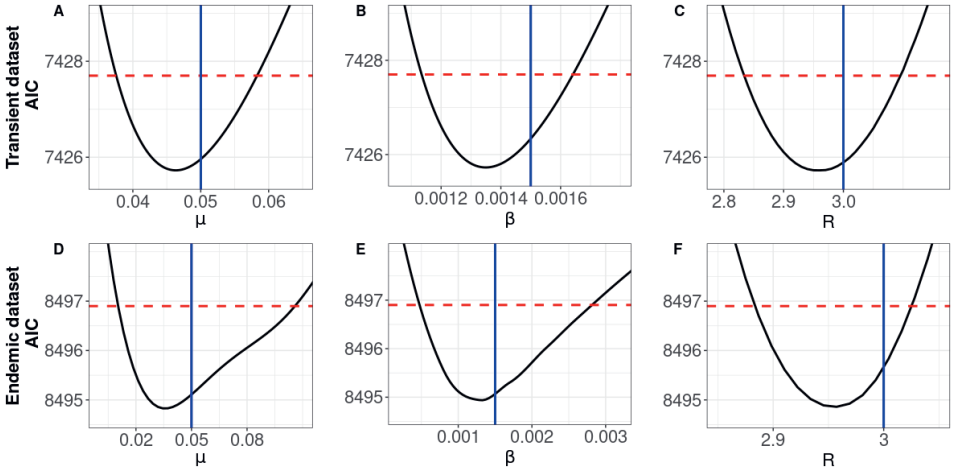 A
B
C
Transient dataset
AIC
7428
7426
7428
7426
7428
7426
0.04
0.05
0.06
0.0012
0.0014
0.0016
2.8
2.9
3.0
μ
β
R
D
E
F
Endemic dataset
AIC
8497
8496
8495
8497
8496
8495
8497
8496
8495
0.02
0.05
0.08
0.001
0.002
0.003
2.9
3
μ
β
R